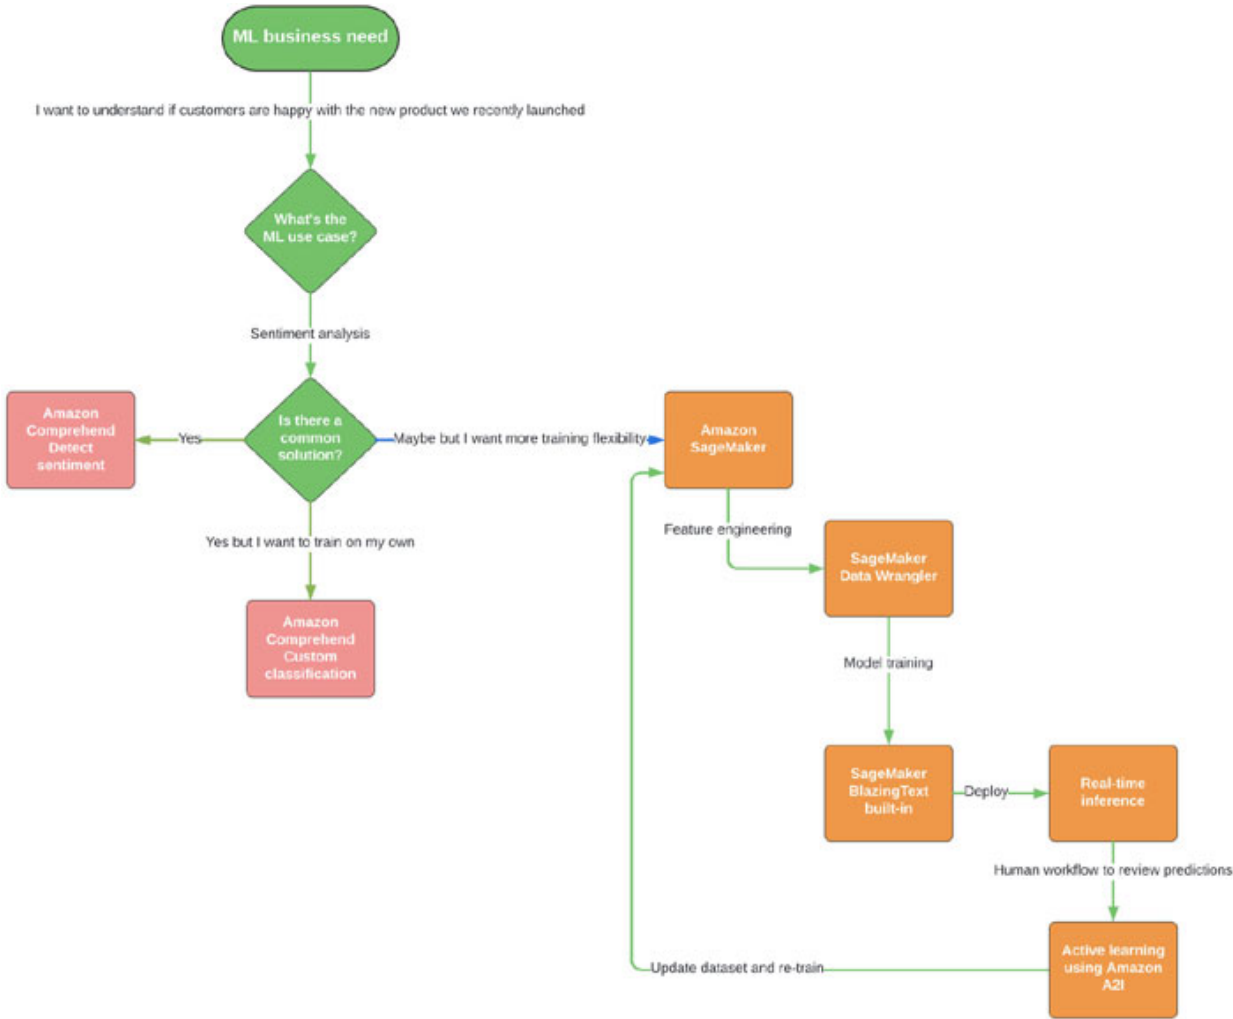 ML business need
I want to understand if customers are happy with the new product we recently launched
What's the
ML use case?
Sentiment analysis
Is there a
common
solution?
Yes
Amazon
Comprehend
Detect
sentiment
Maybe but I want more training flexibility
Amazon
SageMaker
Yes but I want to train on my own
Amazon
Comprehend
Custom
classification
Feature engineering
SageMaker
Data Wrangler
Model training
SageMaker
BlazingText
built-in
Deploy
Real-time
inference
Human workflow to review predictions
Active learning
using Amazon
A2I
Update dataset and re-train